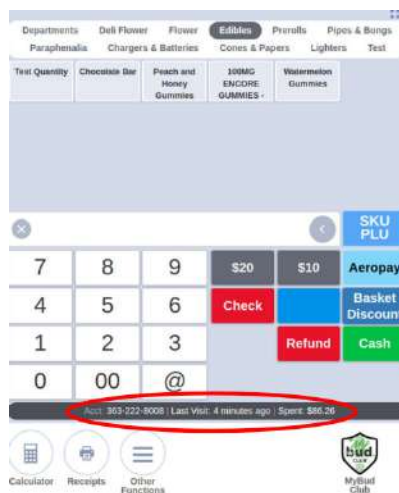 Departments Deli Flower Flower Edibles Prerolls Pipes & Bongs
Paraphenalia Chargers & Batteries Cones & Papers Lighters Test
Test Quantity Chocolate Bar Peach and Honey Gummies 100MG ENCORE GUMMIES - Watermelon Gummies
SKU PLU
7 8 9 $20 $10 Aeropay
4 5 6 Check Basket Discount
1 2 3 Refund Cash
0 00 @
Acct: 363-222-8008 | Last Visit: 4 minutes ago | Spent: $86.26
bud. CLUB
Calculator Receipts Other Functions MyBud Club